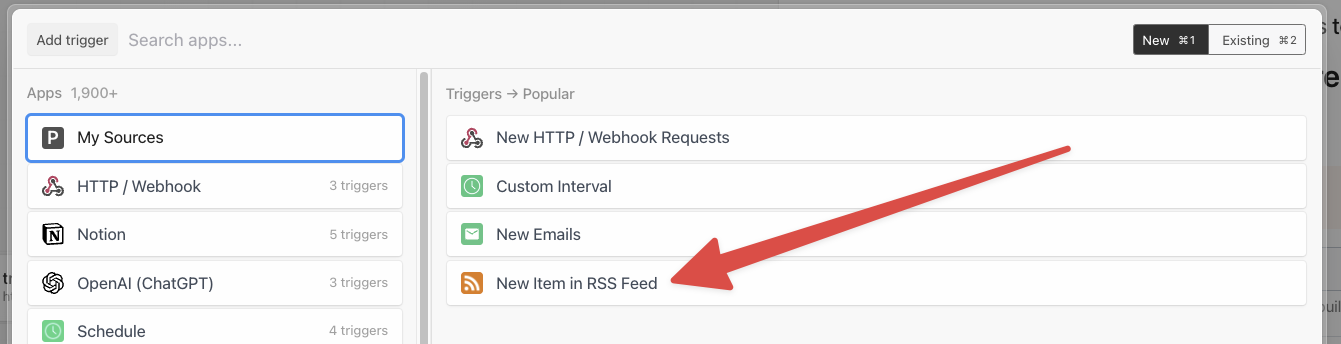 Add trigger
Search apps...
New ⌘1
Existing ⌘2
Apps 1,900+
P My Sources
HTTP / Webhook 3 triggers
Notion 5 triggers
OpenAI (ChatGPT) 3 triggers
Schedule 4 triggers
Triggers → Popular
New HTTP / Webhook Requests
Custom Interval
New Emails
New Item in RSS Feed